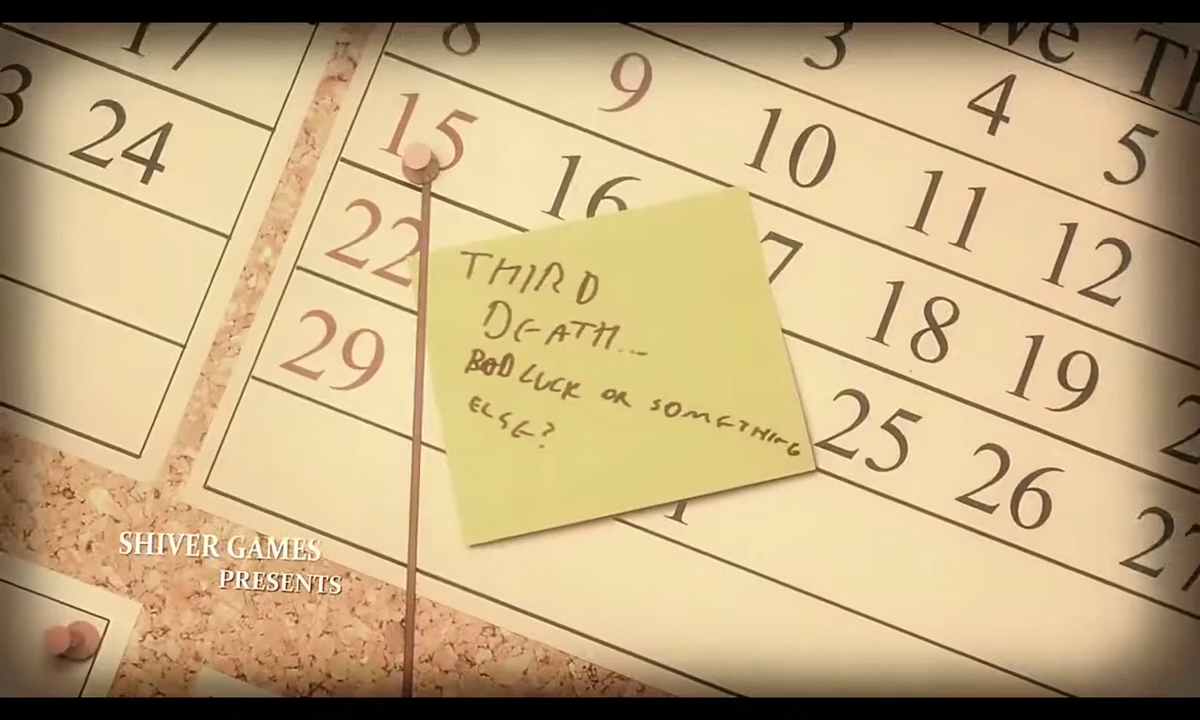 17
8
3
We
Th
3
24
9
4
5
15
16
10
11
12
22
7
18
19
29
25
26
27
THIRD
DEATH...
BAD LUCK OR SOMETHING
ELSE?
SHIVER GAMES
PRESENTS